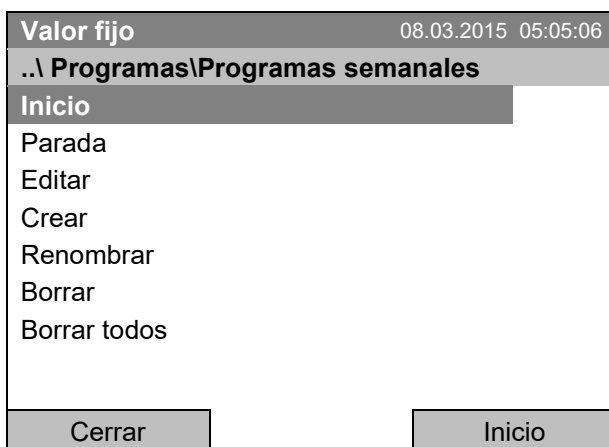 Valor fijo 08.03.2015 05:05:06
..\ Programas\Programas semanales
Inicio
Parada
Editar
Crear
Renombrar
Borrar
Borrar todos
Cerrar Inicio